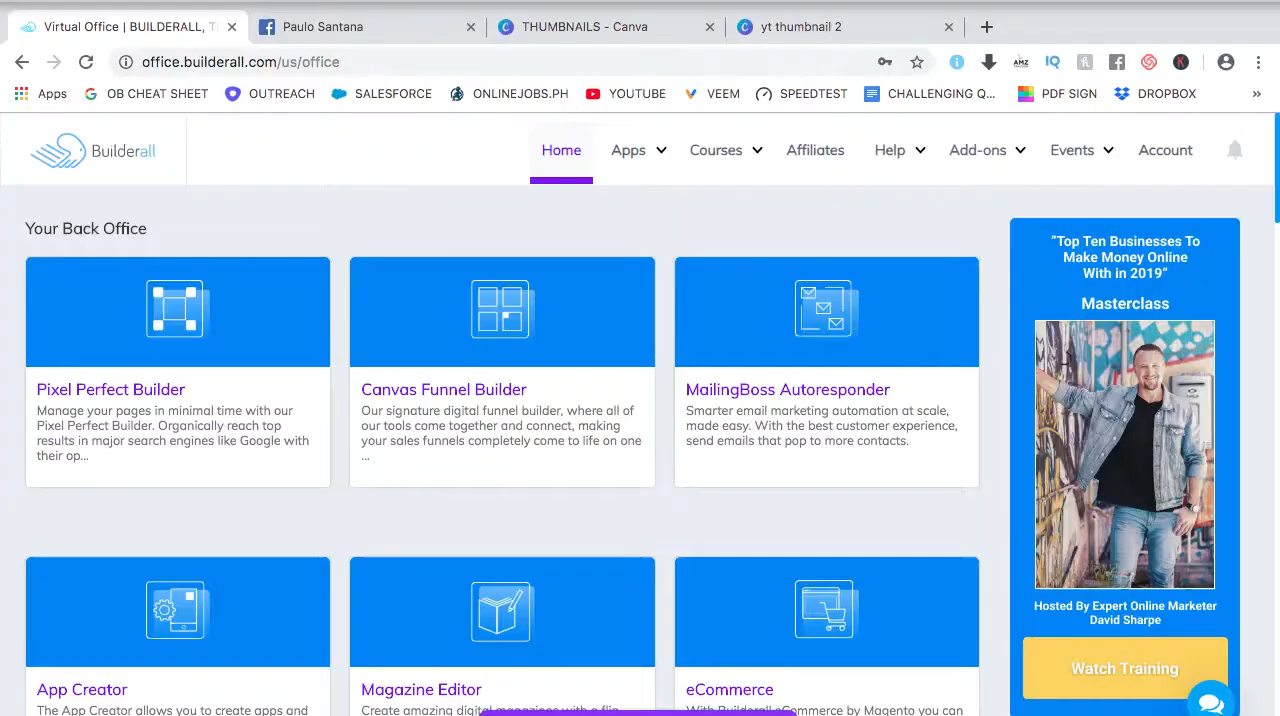 Virtual Office | BUILDERALL, T
Paulo Santana
THUMBNAILS - Canva
yt thumbnail 2
office.builderall.com/us/office
AMZ
IQ
K
Apps
OB CHEAT SHEET
OUTREACH
SALESFORCE
ONLINEJOBS.PH
YOUTUBE
VEEM
SPEEDTEST
CHALLENGING Q...
PDF SIGN
DROPBOX
»
Builderall
Home
Apps
Courses
Affiliates
Help
Add-ons
Events
Account
Your Back Office
Pixel Perfect Builder
Manage your pages in minimal time with our
Pixel Perfect Builder. Organically reach top
results in major search engines like Google with
their op...
Canvas Funnel Builder
Our signature digital funnel builder, where all of
our tools come together and connect, making
your sales funnels completely come to life on one
...
MailingBoss Autoresponder
Smarter email marketing automation at scale,
made easy. With the best customer experience,
send emails that pop to more contacts.
App Creator
The App Creator allows you to create apps and
Magazine Editor
Create amazing digital magazines with a flip
eCommerce
With Builderall eCommerce by Magento you can
"Top Ten Businesses To
Make Money Online
With in 2019"
Masterclass
Hosted By Expert Online Marketer
David Sharpe
Watch Training